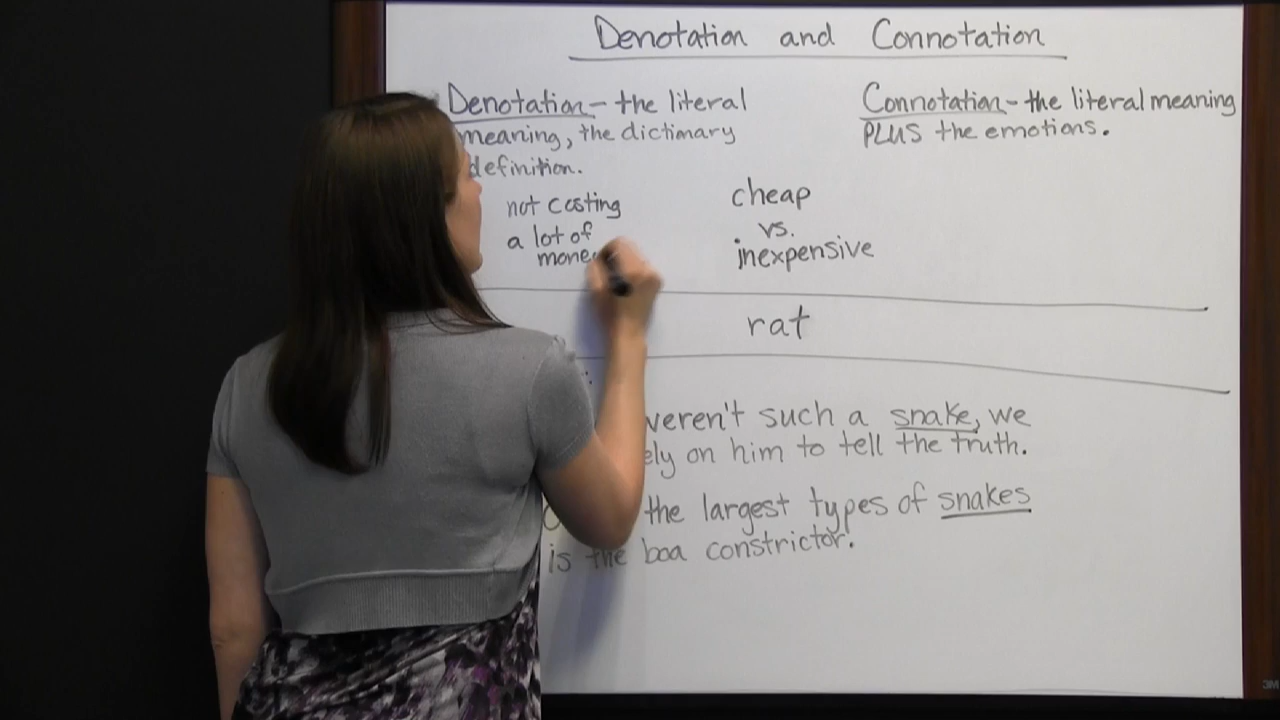 Denotation and Connotation
Denotation - the literal
meaning, the dictimary
definition.
Connotation - the literal meaning
PLUS the emotions.
not costing
a lot of
cheap
vs.
inexpensive
rat
such a snake, we
on him to tell the truth.
the largest types of snakes
is the boa constrictor.
3M